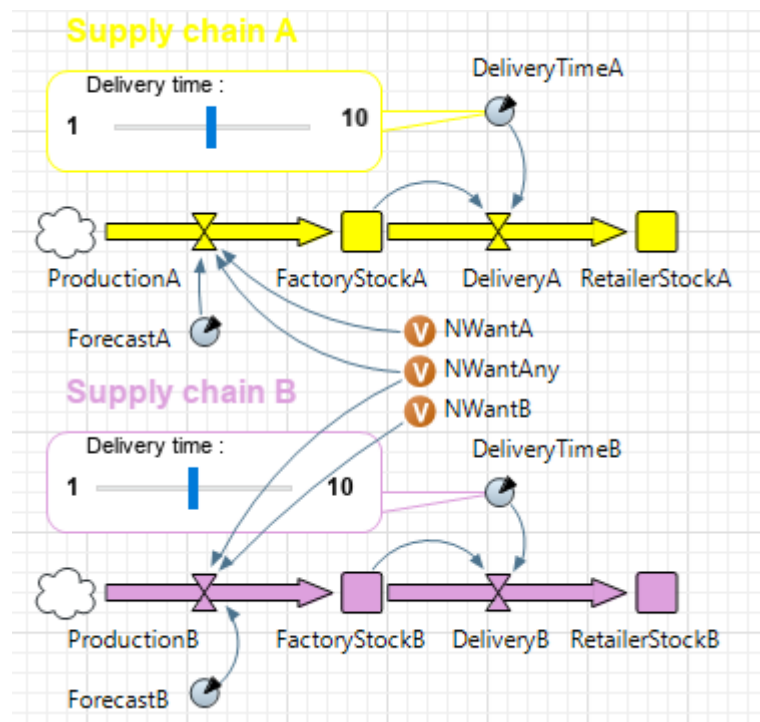 Supply chain A
DeliveryTimeA
Delivery time :
1
10
ProductionA
FactoryStockA
DeliveryA
RetailerStockA
ForecastA
V NWantA
V NWantAny
V NWantB
Supply chain B
DeliveryTimeB
Delivery time :
1
10
ProductionB
FactoryStockB
DeliveryB
RetailerStockB
ForecastB